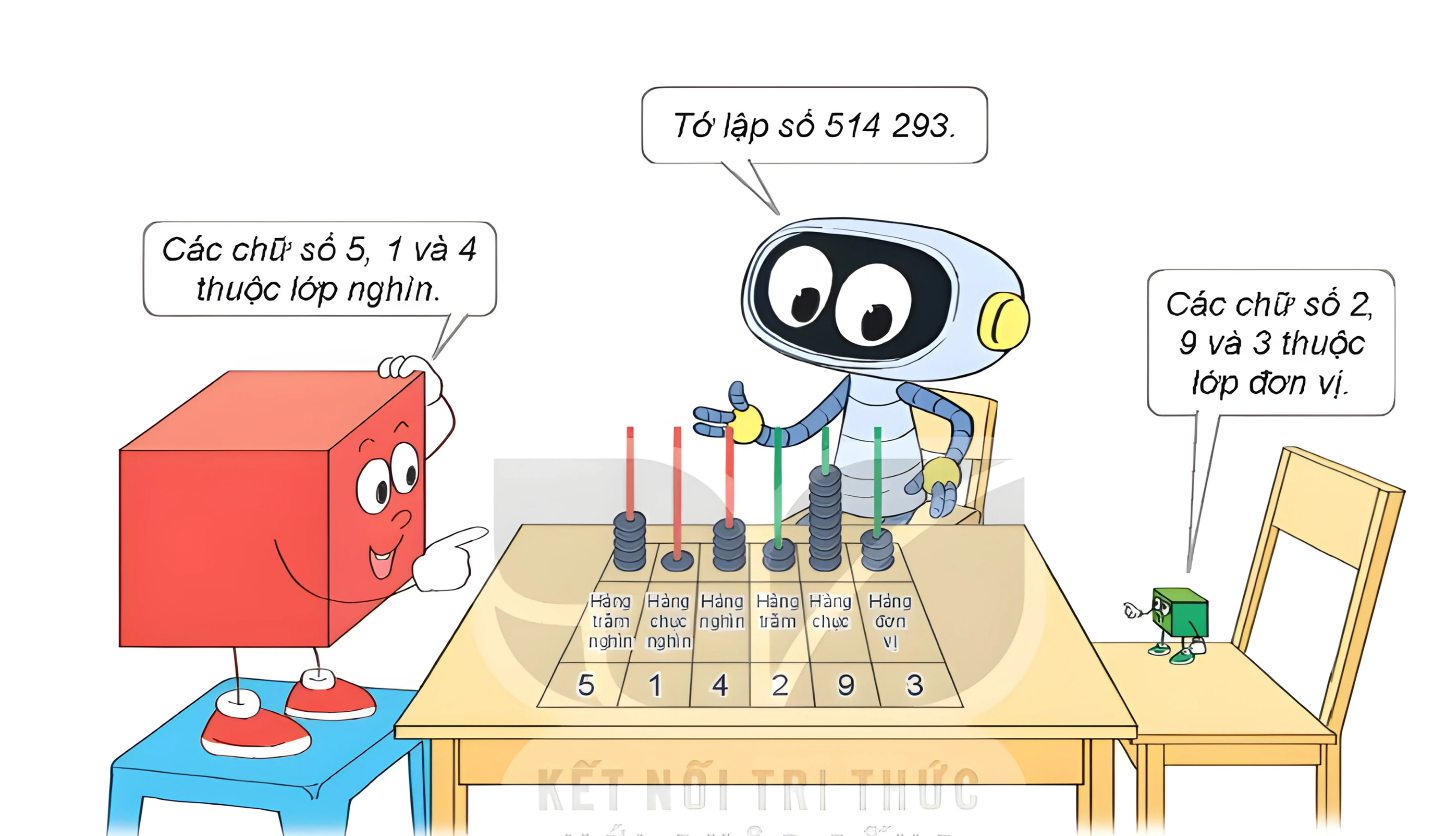 Tớ lập số 514 293.
Các chữ số 5, 1 và 4
thuộc lớp nghìn.
Các chữ số 2,
9 và 3 thuộc
lớp đơn vị.
Hàng trăm nghìn
Hàng chục nghìn
Hàng nghìn
Hàng trăm
Hàng chục
Hàng đơn vị
5 1 4 2 9 3
KẾT NỐI TRI THỨC